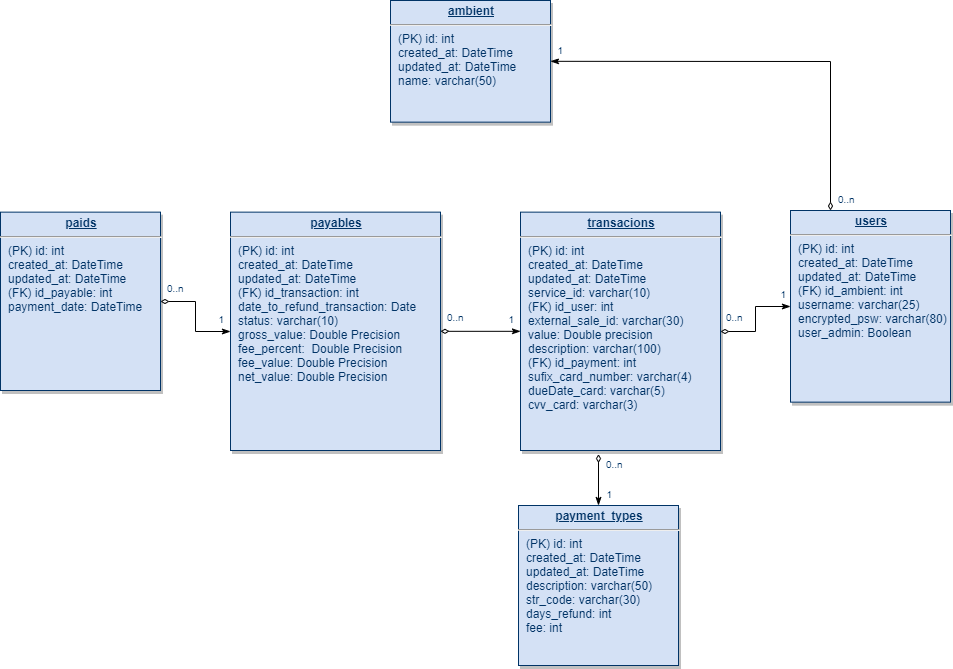 ambient
(PK) id: int
created_at: DateTime
updated_at: DateTime
name: varchar(50)
1
0..n
paids
(PK) id: int
created_at: DateTime
updated_at: DateTime
(FK) id_payable: int
payment_date: DateTime
0..n
1
payables
(PK) id: int
created_at: DateTime
updated_at: DateTime
(FK) id_transaction: int
date_to_refund_transaction: Date
status: varchar(10)
gross_value: Double Precision
fee_percent:  Double Precision
fee_value: Double Precision
net_value: Double Precision
0..n
1
transacions
(PK) id: int
created_at: DateTime
updated_at: DateTime
service_id: varchar(10)
(FK) id_user: int
external_sale_id: varchar(30)
value: Double precision
description: varchar(100)
(FK) id_payment: int
sufix_card_number: varchar(4)
dueDate_card: varchar(5)
cvv_card: varchar(3)
0..n
1
users
(PK) id: int
created_at: DateTime
updated_at: DateTime
(FK) id_ambient: int
username: varchar(25)
encrypted_psw: varchar(80)
user_admin: Boolean
0..n
1
payment_types
(PK) id: int
created_at: DateTime
updated_at: DateTime
description: varchar(50)
str_code: varchar(30)
days_refund: int
fee: int